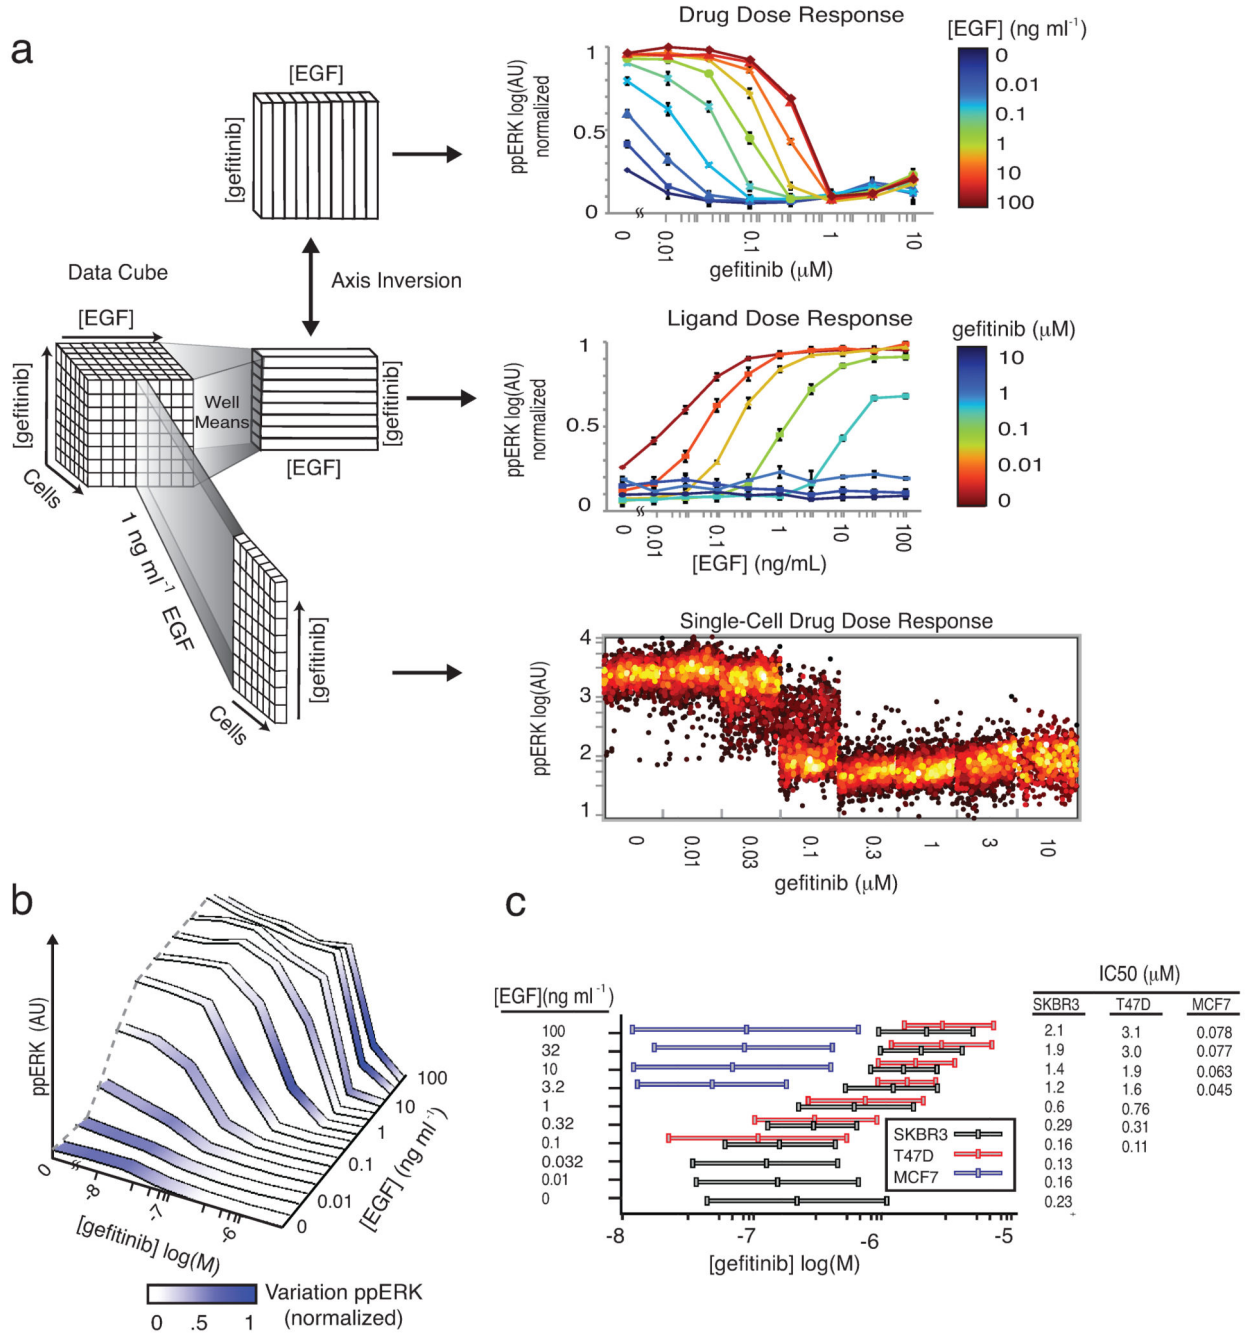 a
Drug Dose Response
[EGF] (ng ml⁻¹)
0
0.01
0.1
1
10
100
[EGF]
[gefitinib]
ppERK log(AU)
normalized
1
0.5
0
0 0.01 0.1 1 10
gefitinib (μM)
Data Cube
Axis Inversion
[EGF]
[gefitinib]
Cells
Well
Means
[gefitinib]
[EGF]
Ligand Dose Response
gefitinib (μM)
10
1
0.1
0.01
0
ppERK log(AU)
normalized
1
0.5
0
0 0.01 0.1 1 10 100
[EGF] (ng/mL)
1 ng ml⁻¹ EGF
[gefitinib]
Cells
Single-Cell Drug Dose Response
ppERK log(AU)
4
3
2
1
0 0.01 0.03 0.1 0.3 1 3 10
gefitinib (μM)
b
ppERK (AU)
0 -8 -7 -6
[gefitinib] log(M)
0 0.01 0.1 1 10 100
[EGF] (ng ml⁻¹)
Variation ppERK
(normalized)
0 .5 1
c
IC50 (μM)
[EGF](ng ml⁻¹) SKBR3 T47D MCF7
100 2.1 3.1 0.078
32 1.9 3.0 0.077
10 1.4 1.9 0.063
3.2 1.2 1.6 0.045
1 0.6 0.76
0.32 0.29 0.31
0.1 0.16 0.11
0.032 0.13
0.01 0.16
0 0.23
SKBR3
T47D
MCF7
-8 -7 -6 -5
[gefitinib] log(M)